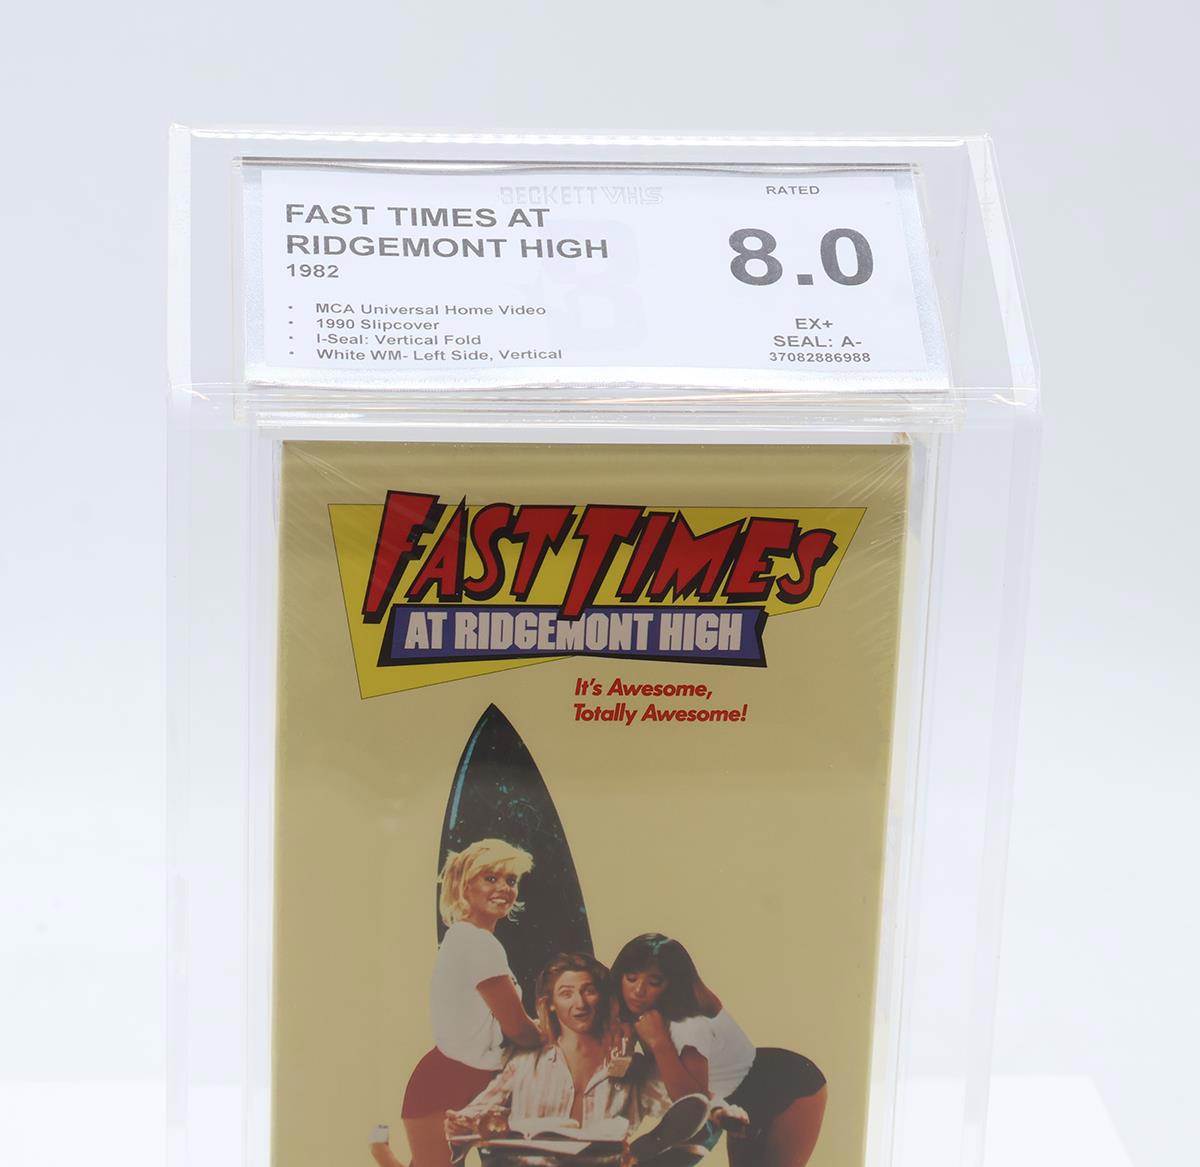 BECKETT VHS
RATED
FAST TIMES AT
RIDGEMONT HIGH
1982
8.0
• MCA Universal Home Video
• 1990 Slipcover
• I-Seal: Vertical Fold
• White WM- Left Side, Vertical
EX+
SEAL: A-
37082886988
FAST TIMES
AT RIDGEMONT HIGH
It's Awesome,
Totally Awesome!